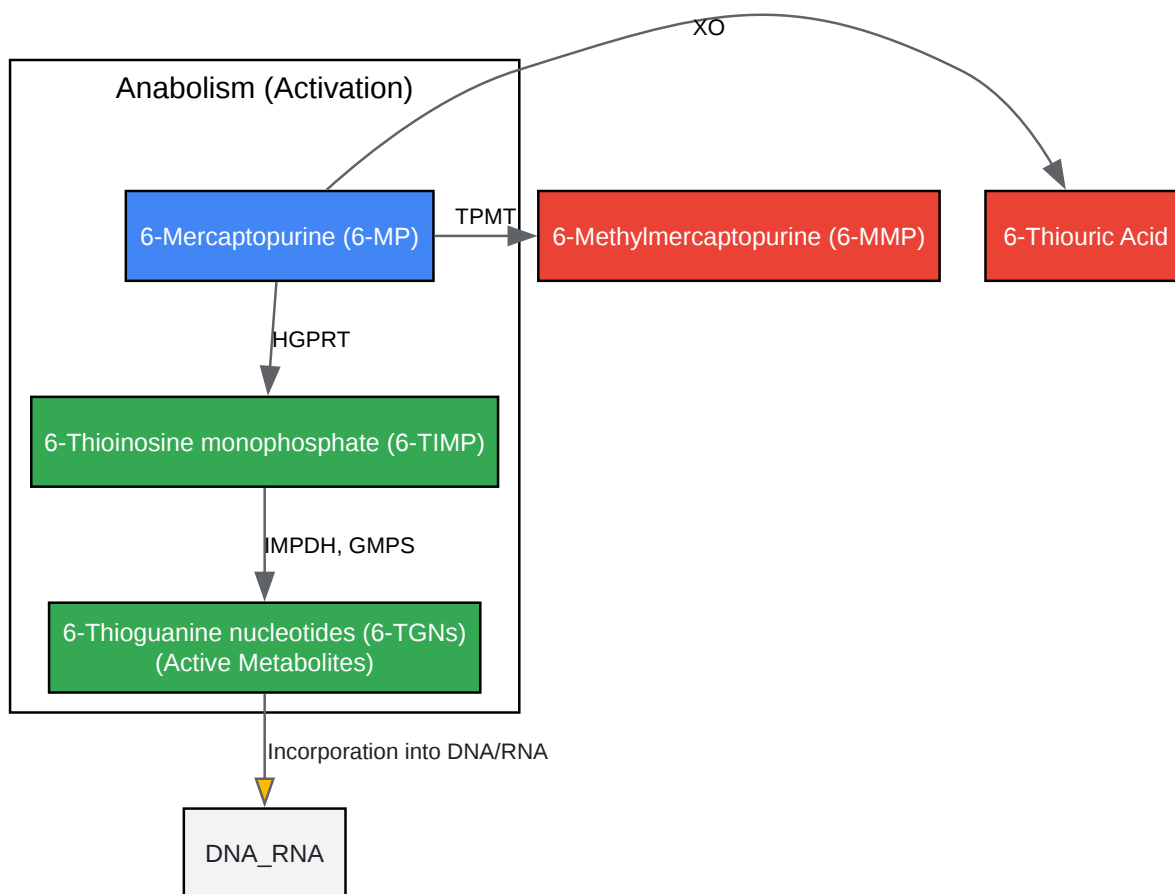 XO
Anabolism (Activation)
6-Mercaptopurine (6-MP)
TPMT
6-Methylmercaptopurine (6-MMP)
6-Thiouric Acid
HGPRT
6-Thioinosine monophosphate (6-TIMP)
IMPDH, GMPS
6-Thioguanine nucleotides (6-TGNs)
(Active Metabolites)
Incorporation into DNA/RNA
DNA_RNA